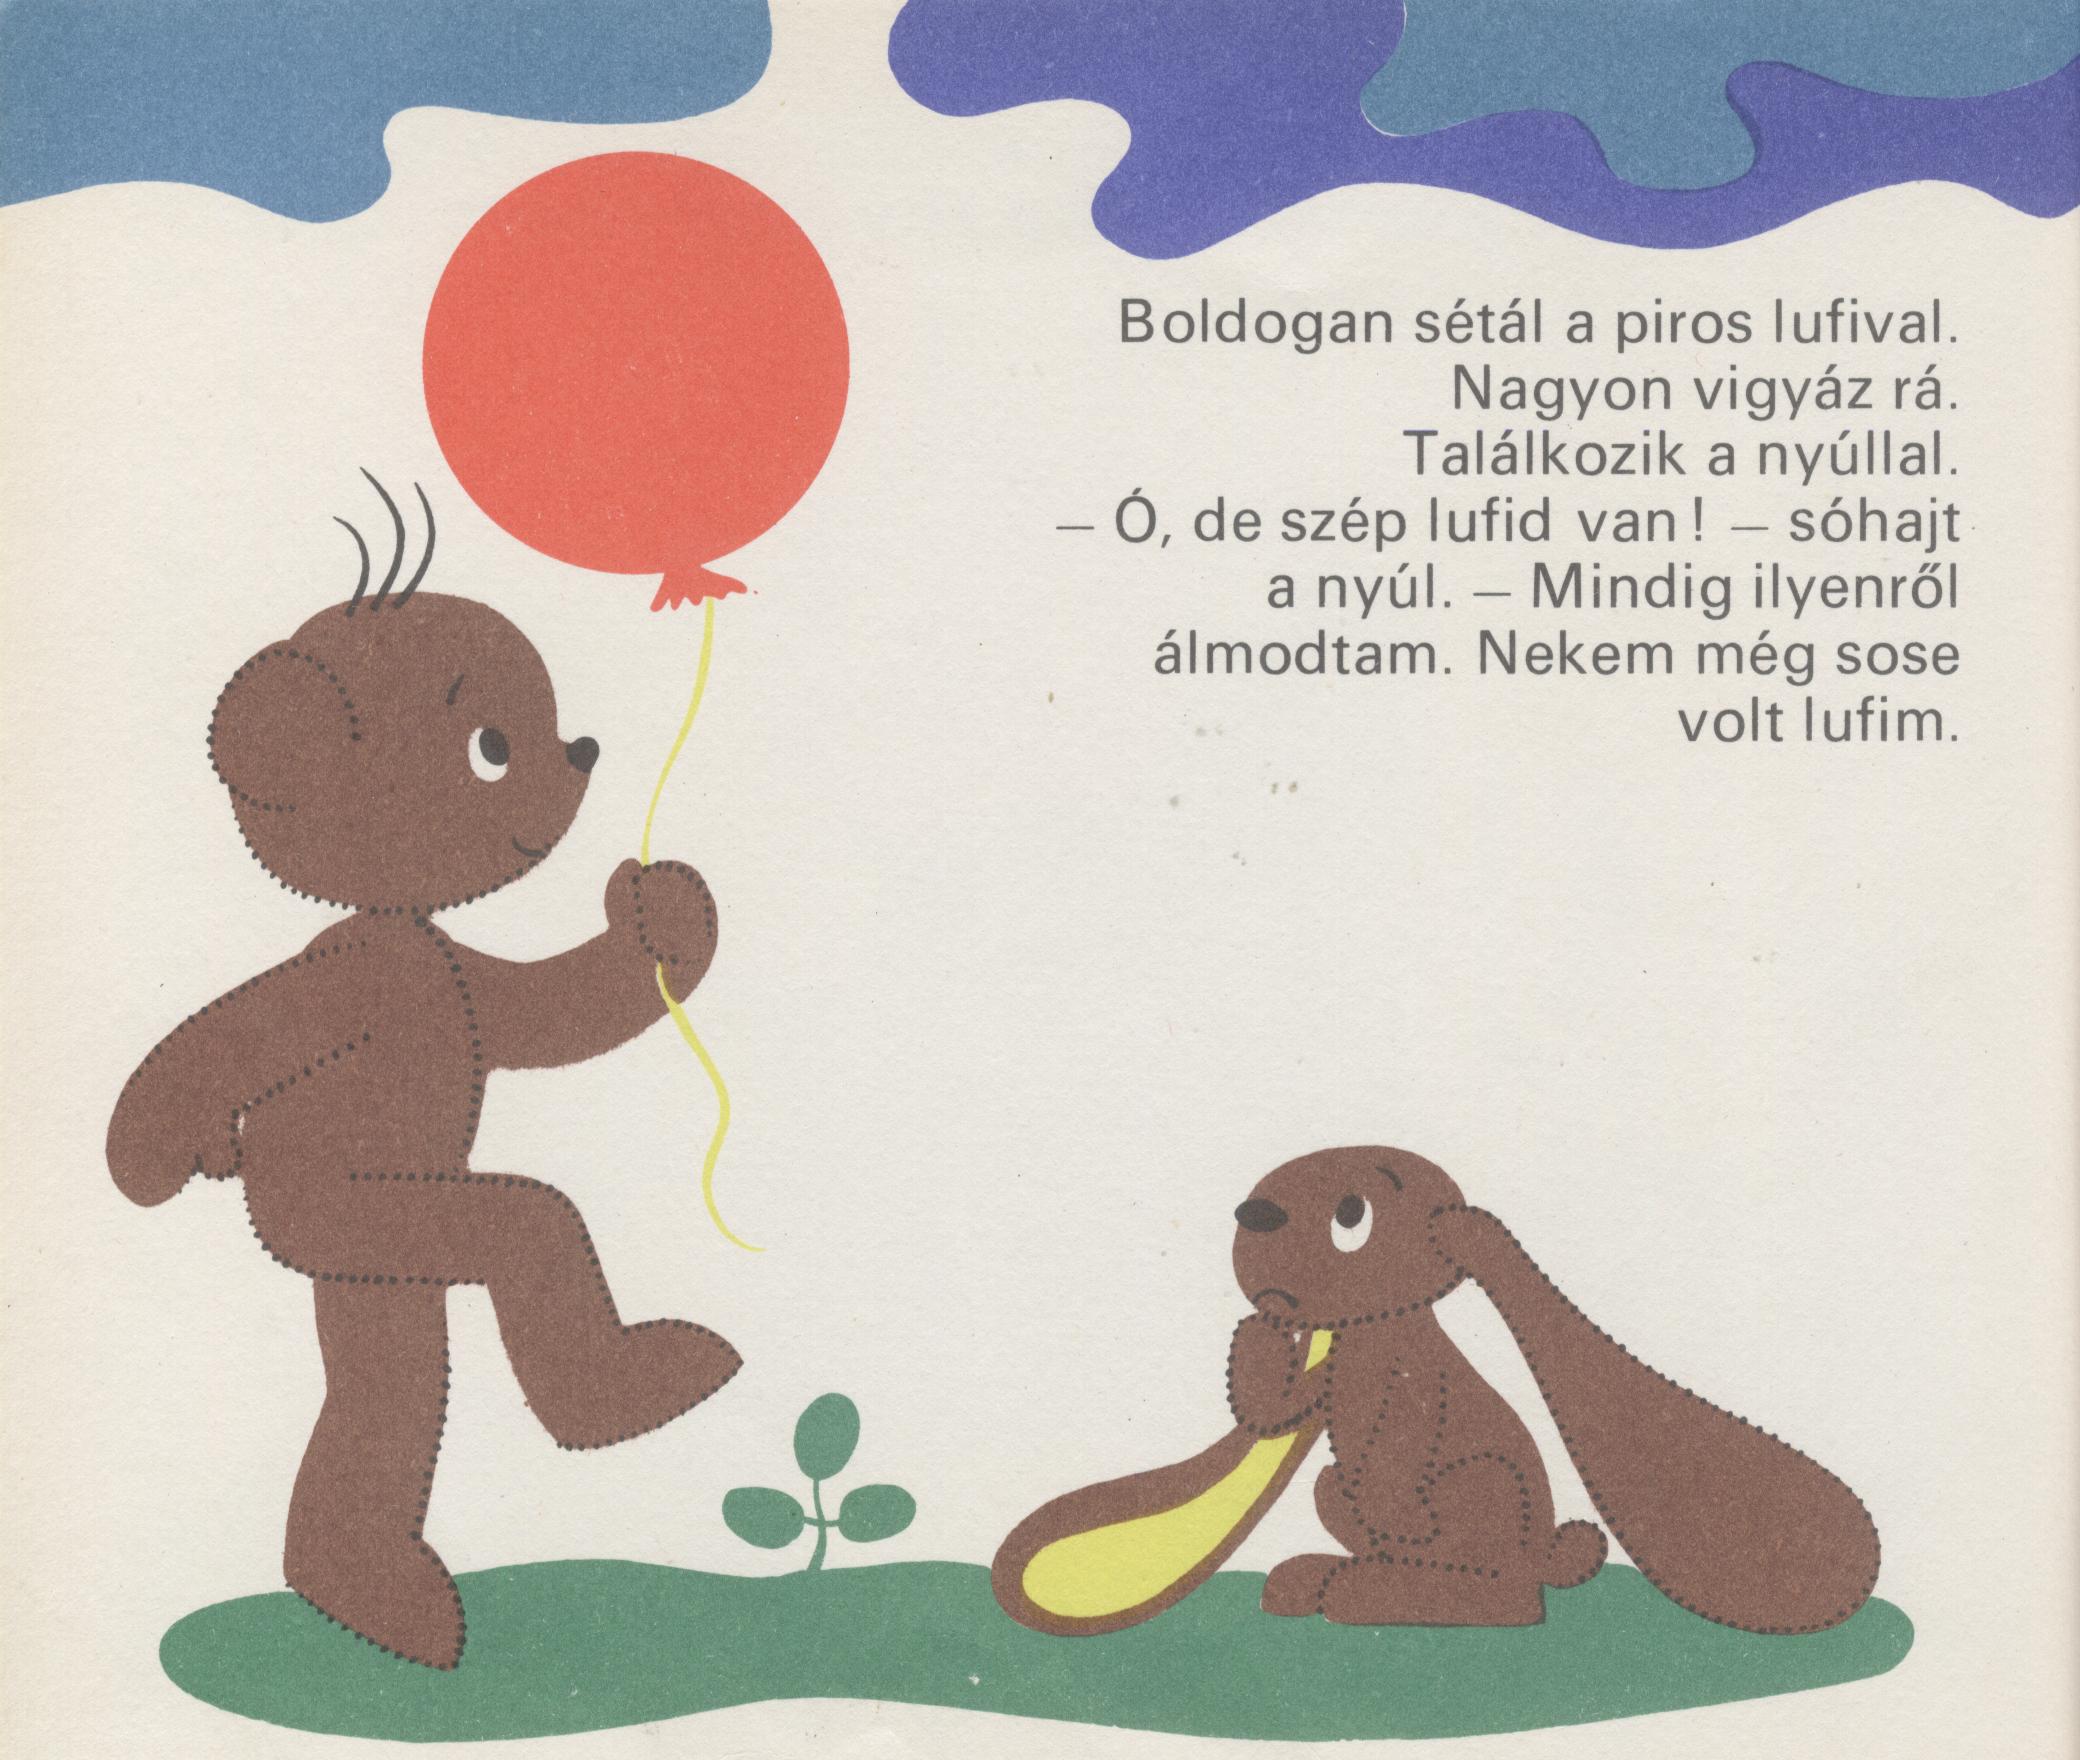 Boldogan sétál a piros lufival.
Nagyon vigyáz rá.
Találkozik a nyúllal.
– Ó, de szép lufid van! – sóhajt
a nyúl. – Mindig ilyenről
álmodtam. Nekem még sose
volt lufim.